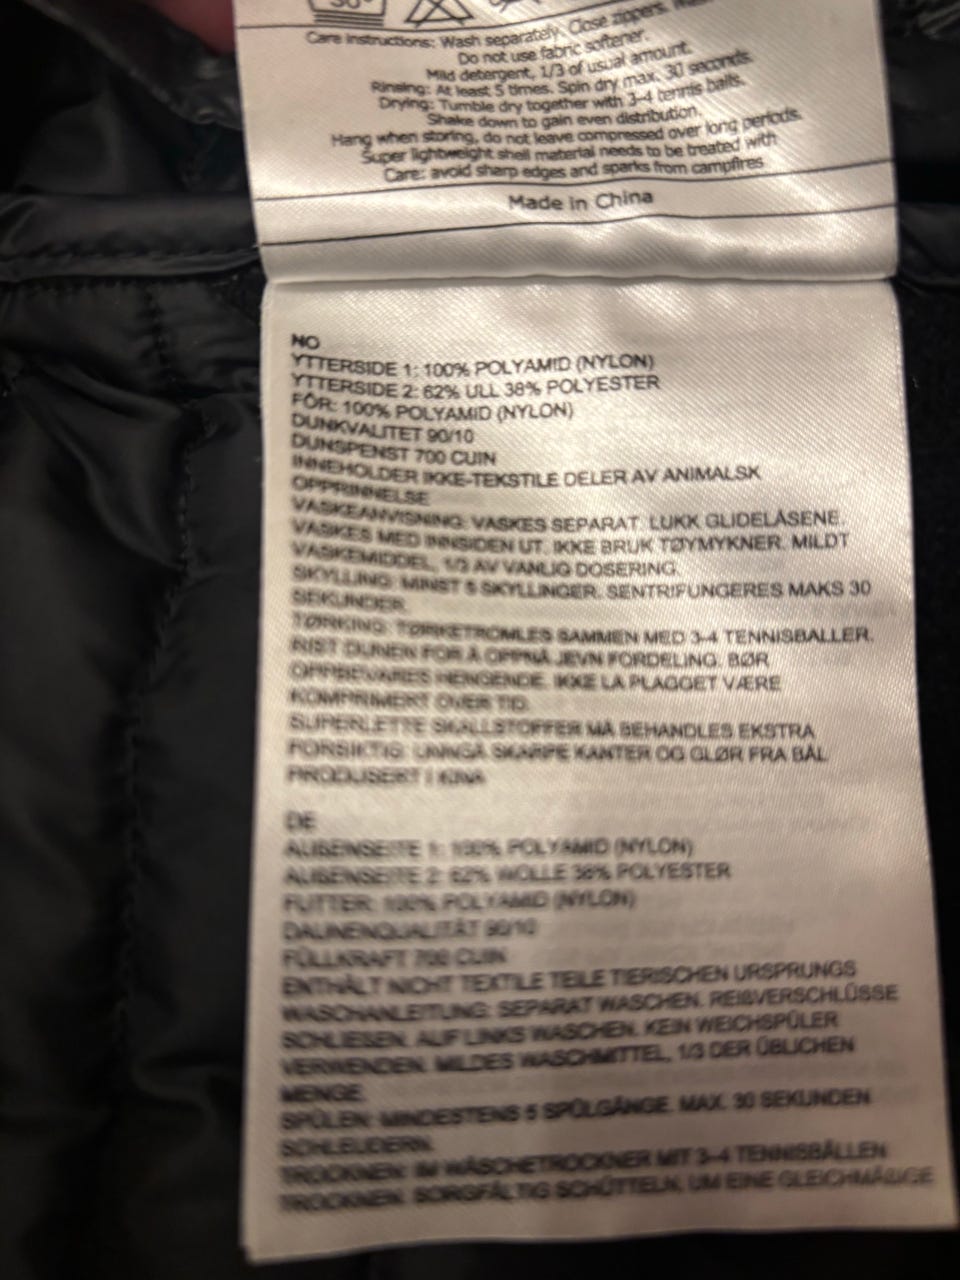 30°
Care instructions: Wash separately. Close zippers.
Do not use fabric softener.
Mild detergent, 1/3 of usual amount.
Rinsing: At least 5 times. Spin dry max. 30 seconds.
Drying: Tumble dry together with 3-4 tennis balls.
Shake down to gain even distribution.
Hang when storing, do not leave compressed over long periods.
Super lightweight shell material needs to be treated with
Care: avoid sharp edges and sparks from campfires
Made in China
NO
YTTERSIDE 1: 100% POLYAMID (NYLON)
YTTERSIDE 2: 62% ULL 38% POLYESTER
FÔR: 100% POLYAMID (NYLON)
DUNKVALITET 90/10
DUNSPENST 700 CUIN
INNEHOLDER IKKE-TEKSTILE DELER AV ANIMALSK
OPPRINNELSE
VASKEANVISNING: VASKES SEPARAT. LUKK GLIDELÅSENE.
VASKES MED INNSIDEN UT. IKKE BRUK TØYMYKNER. MILDT
VASKEMIDDEL, 1/3 AV VANLIG DOSERING.
SKYLLING: MINST 5 SKYLLINGER. SENTRIFUNGERES MAKS 30
SEKUNDER.
TØRKING: TØRKETROMLES SAMMEN MED 3-4 TENNISBALLER.
RIST DUNEN FOR Å OPPNÅ JEVN FORDELING. BØR
OPPBEVARES HENGENDE. IKKE LA PLAGGET VÆRE
KOMPRIMERT OVER TID.
SUPERLETTE SKALLSTOFFER MÅ BEHANDLES EKSTRA
FORSIKTIG: UNNGÅ SKARPE KANTER OG GLØR FRA BÅL
PRODUSERT I KINA
DE
AUßENSEITE 1: 100% POLYAMID (NYLON)
AUßENSEITE 2: 62% WOLLE 38% POLYESTER
FUTTER: 100% POLYAMID (NYLON)
DAUNENQUALITÄT 90/10
FÜLLKRAFT 700 CUIN
ENTHÄLT NICHT TEXTILE TEILE TIERISCHEN URSPRUNGS
WASCHANLEITUNG: SEPARAT WASCHEN. REIßVERSCHLÜSSE
SCHLIESEN. AUF LINKS WASCHEN. KEIN WEICHSPÜLER
VERWENDEN. MILDES WASCHMITTEL, 1/3 DER ÜBLICHEN
MENGE.
SPÜLEN: MINDESTENS 5 SPÜLGÄNGE. MAX. 30 SEKUNDEN
SCHLEUDERN.
TROCKNEN: IM WÄSCHETROCKNER MIT 3-4 TENNISBÄLLEN
TROCKNEN. SORGFÄLTIG SCHÜTTELN, UM EINE GLEICHMÄßIGE